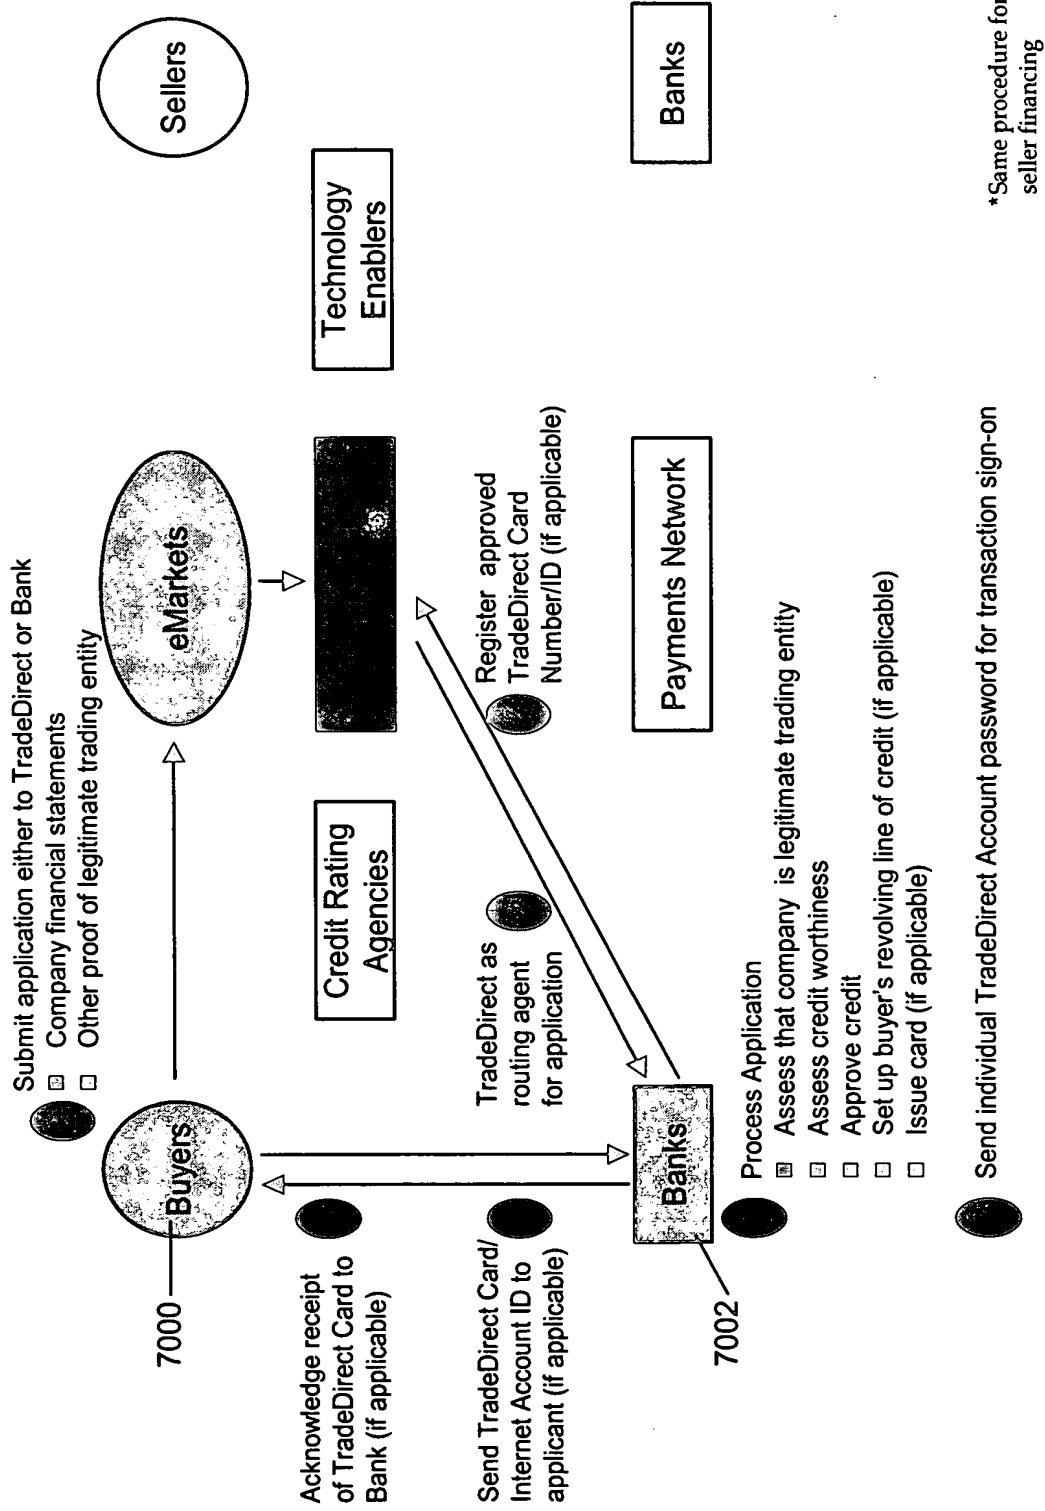 Submit application either to TradeDirect or Bank
Company financial statements
Other proof of legitimate trading entity
7000
Buyers
eMarkets
Sellers
Acknowledge receipt
of TradeDirect Card to
Bank (if applicable)
Credit Rating
Agencies
Technology
Enablers
Send TradeDirect Card/
Internet Account ID to
applicant (if applicable)
TradeDirect as
routing agent
for application
Register approved
TradeDirect Card
Number/ID (if applicable)
7002
Banks
Payments Network
Banks
Process Application
Assess that company is legitimate trading entity
Assess credit worthiness
Approve credit
Set up buyer's revolving line of credit (if applicable)
Issue card (if applicable)
Send individual TradeDirect Account password for transaction sign-on
*Same procedure for
seller financing